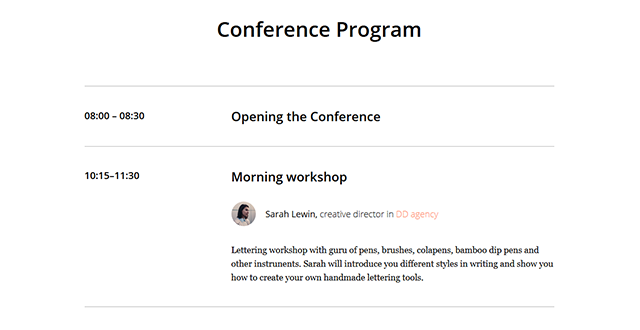 Conference Program
08:00 – 08:30
Opening the Conference
10:15–11:30
Morning workshop
Sarah Lewin, creative director in DD agency
Lettering workshop with guru of pens, brushes, colapens, bamboo dip pens and
other instrunents. Sarah will introduce you different styles in writing and show you
how to create your own handmade lettering tools.